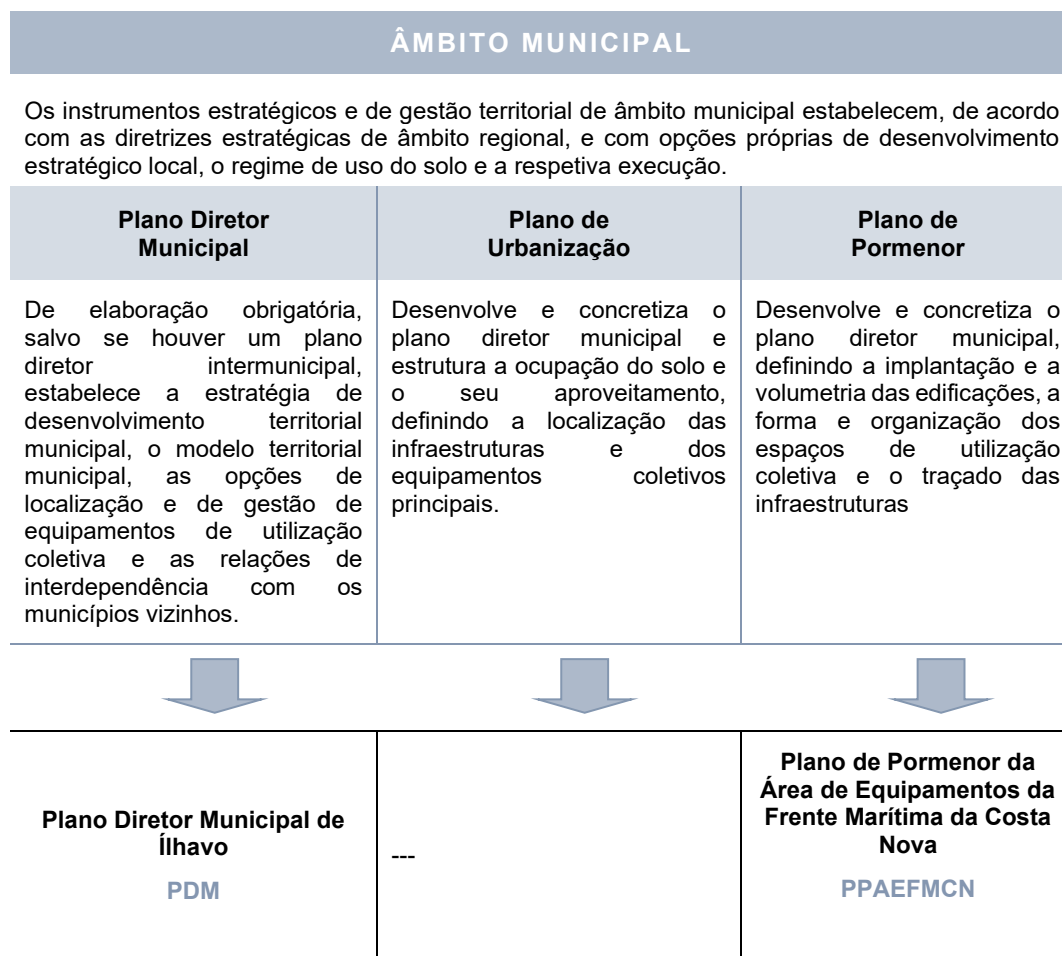 ÂMBITO MUNICIPAL
Os instrumentos estratégicos e de gestão territorial de âmbito municipal estabelecem, de acordo
com as diretrizes estratégicas de âmbito regional, e com opções próprias de desenvolvimento
estratégico local, o regime de uso do solo e a respetiva execução.
Plano Diretor
Municipal
Plano de
Urbanização
Plano de
Pormenor
De elaboração obrigatória,
salvo se houver um plano
diretor intermunicipal,
estabelece a estratégia de
desenvolvimento territorial
municipal, o modelo territorial
municipal, as opções de
localização e de gestão de
equipamentos de utilização
coletiva e as relações de
interdependência com os
municípios vizinhos.
Desenvolve e concretiza o
plano diretor municipal e
estrutura a ocupação do solo e
o seu aproveitamento,
definindo a localização das
infraestruturas e dos
equipamentos coletivos
principais.
Desenvolve e concretiza o
plano diretor municipal,
definindo a implantação e a
volumetria das edificações, a
forma e organização dos
espaços de utilização
coletiva e o traçado das
infraestruturas
Plano Diretor Municipal de
Ílhavo
PDM
---
Plano de Pormenor da
Área de Equipamentos da
Frente Marítima da Costa
Nova
PPAEFMCN